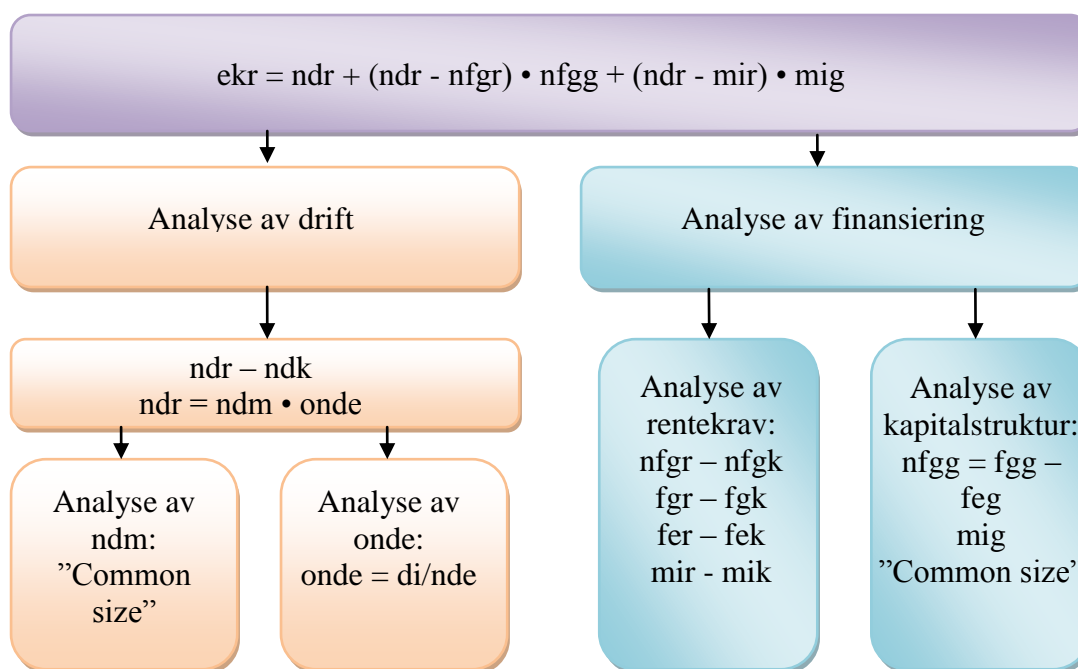 ekr = ndr + (ndr - nfgr) • nfgg + (ndr - mir) • mig
Analyse av drift
Analyse av finansiering
ndr – ndk
ndr = ndm • onde
Analyse av
ndm:
”Common
size”
Analyse av
onde:
onde = di/nde
Analyse av
rentekrav:
nfgr – nfgk
fgr – fgk
fer – fek
mir - mik
Analyse av
kapitalstruktur:
nfgg = fgg –
feg
mig
”Common size”